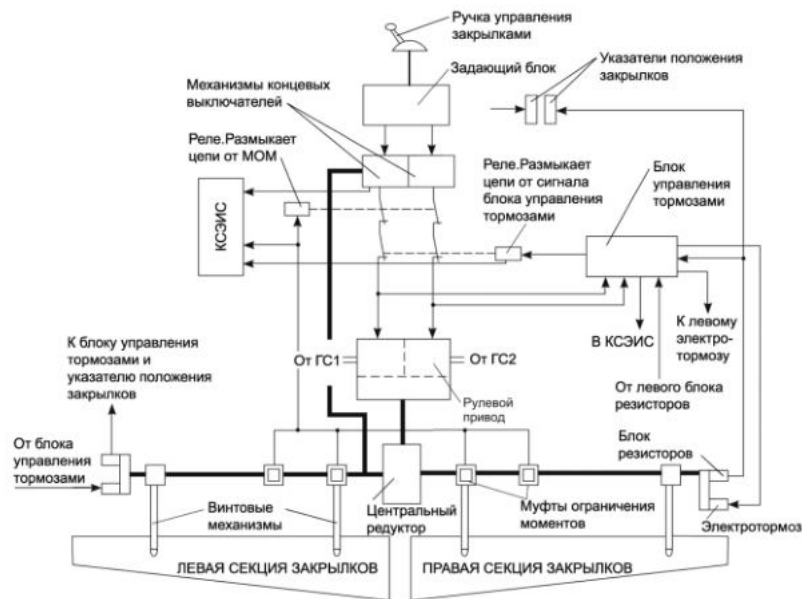 Ручка управления
закрылками
Задающий блок
Указатели положения
закрылков
Механизмы концевых
выключателей
Реле.Размыкает
цепи от МОМ
КСЭИС
Реле.Размыкает
цепи от сигнала
блока управления
тормозами
Блок
управления
тормозами
К блоку управления
тормозами и
указателю положения
закрылков
От ГС1
От ГС2
Рулевой
привод
В КСЭИС
К левому
электро-
тормозу
От левого блока
резисторов
От блока
управления
тормозами
Блок
резисторов
Винтовые
механизмы
Центральный
редуктор
Муфты ограничения
моментов
Электротормоз
ЛЕВАЯ СЕКЦИЯ ЗАКРЫЛКОВ
ПРАВАЯ СЕКЦИЯ ЗАКРЫЛКОВ